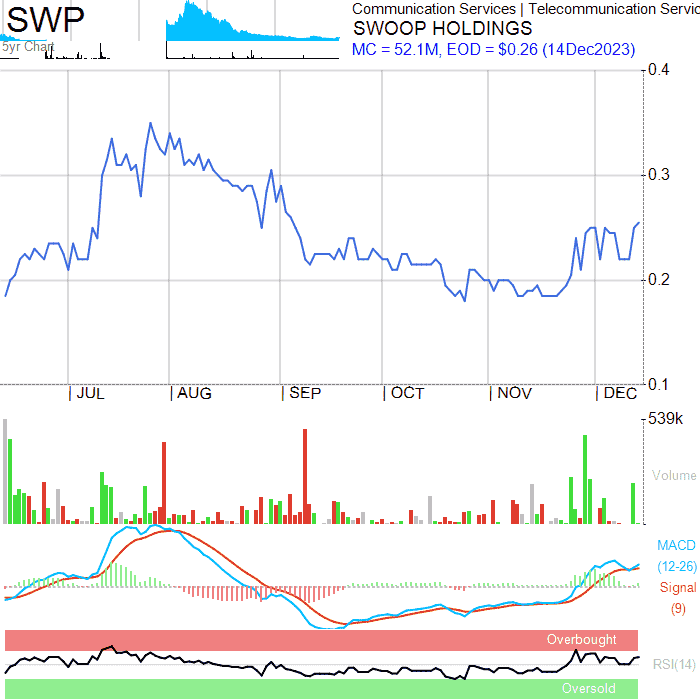 SWP
5yr Chart
Communication Services | Telecommunication Servic
SWOOP HOLDINGS
MC = 52.1M, EOD = $0.26 (14Dec2023)
0.4
0.3
0.2
0.1
| JUL | AUG | SEP | OCT | NOV | DEC
539k
Volume
MACD
(12-26)
Signal
(9)
Overbought
RSI(14)
Oversold